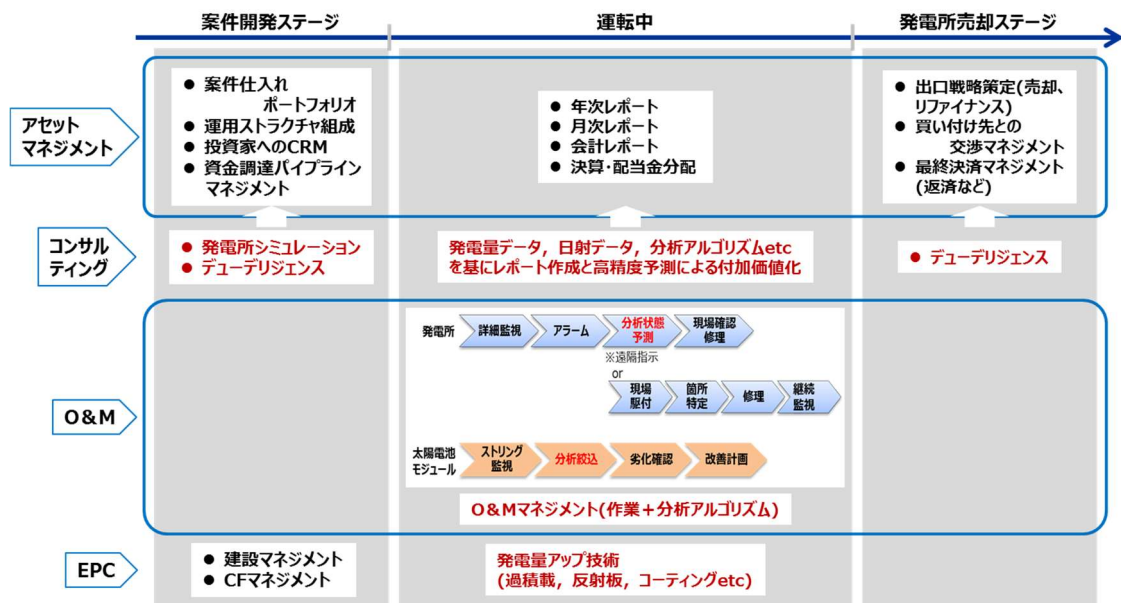 案件開発ステージ
運転中
発電所売却ステージ
アセット
マネジメント
● 案件仕入れ
ポートフォリオ
● 運用ストラクチャ組成
● 投資家へのCRM
● 資金調達パイプライン
マネジメント
● 年次レポート
● 月次レポート
● 会計レポート
● 決算・配当金分配
● 出口戦略策定(売却、
リファイナンス)
● 買い付け先との
交渉マネジメント
● 最終決済マネジメント
(返済など)
コンサル
ティング
● 発電所シミュレーション
● デューデリジェンス
発電量データ，日射データ，分析アルゴリズムetc
を基にレポート作成と高精度予測による付加価値化
● デューデリジェンス
O&M
発電所
詳細監視
アラーム
分析状態
予測
現場確認
修理
※遠隔指示
or
現場
駆付
箇所
特定
修理
継続
監視
太陽電池
モジュール
ストリング
監視
分析絞込
劣化確認
改善計画
O&Mマネジメント(作業＋分析アルゴリズム)
EPC
● 建設マネジメント
● CFマネジメント
発電量アップ技術
(過積載，反射板，コーティングetc)